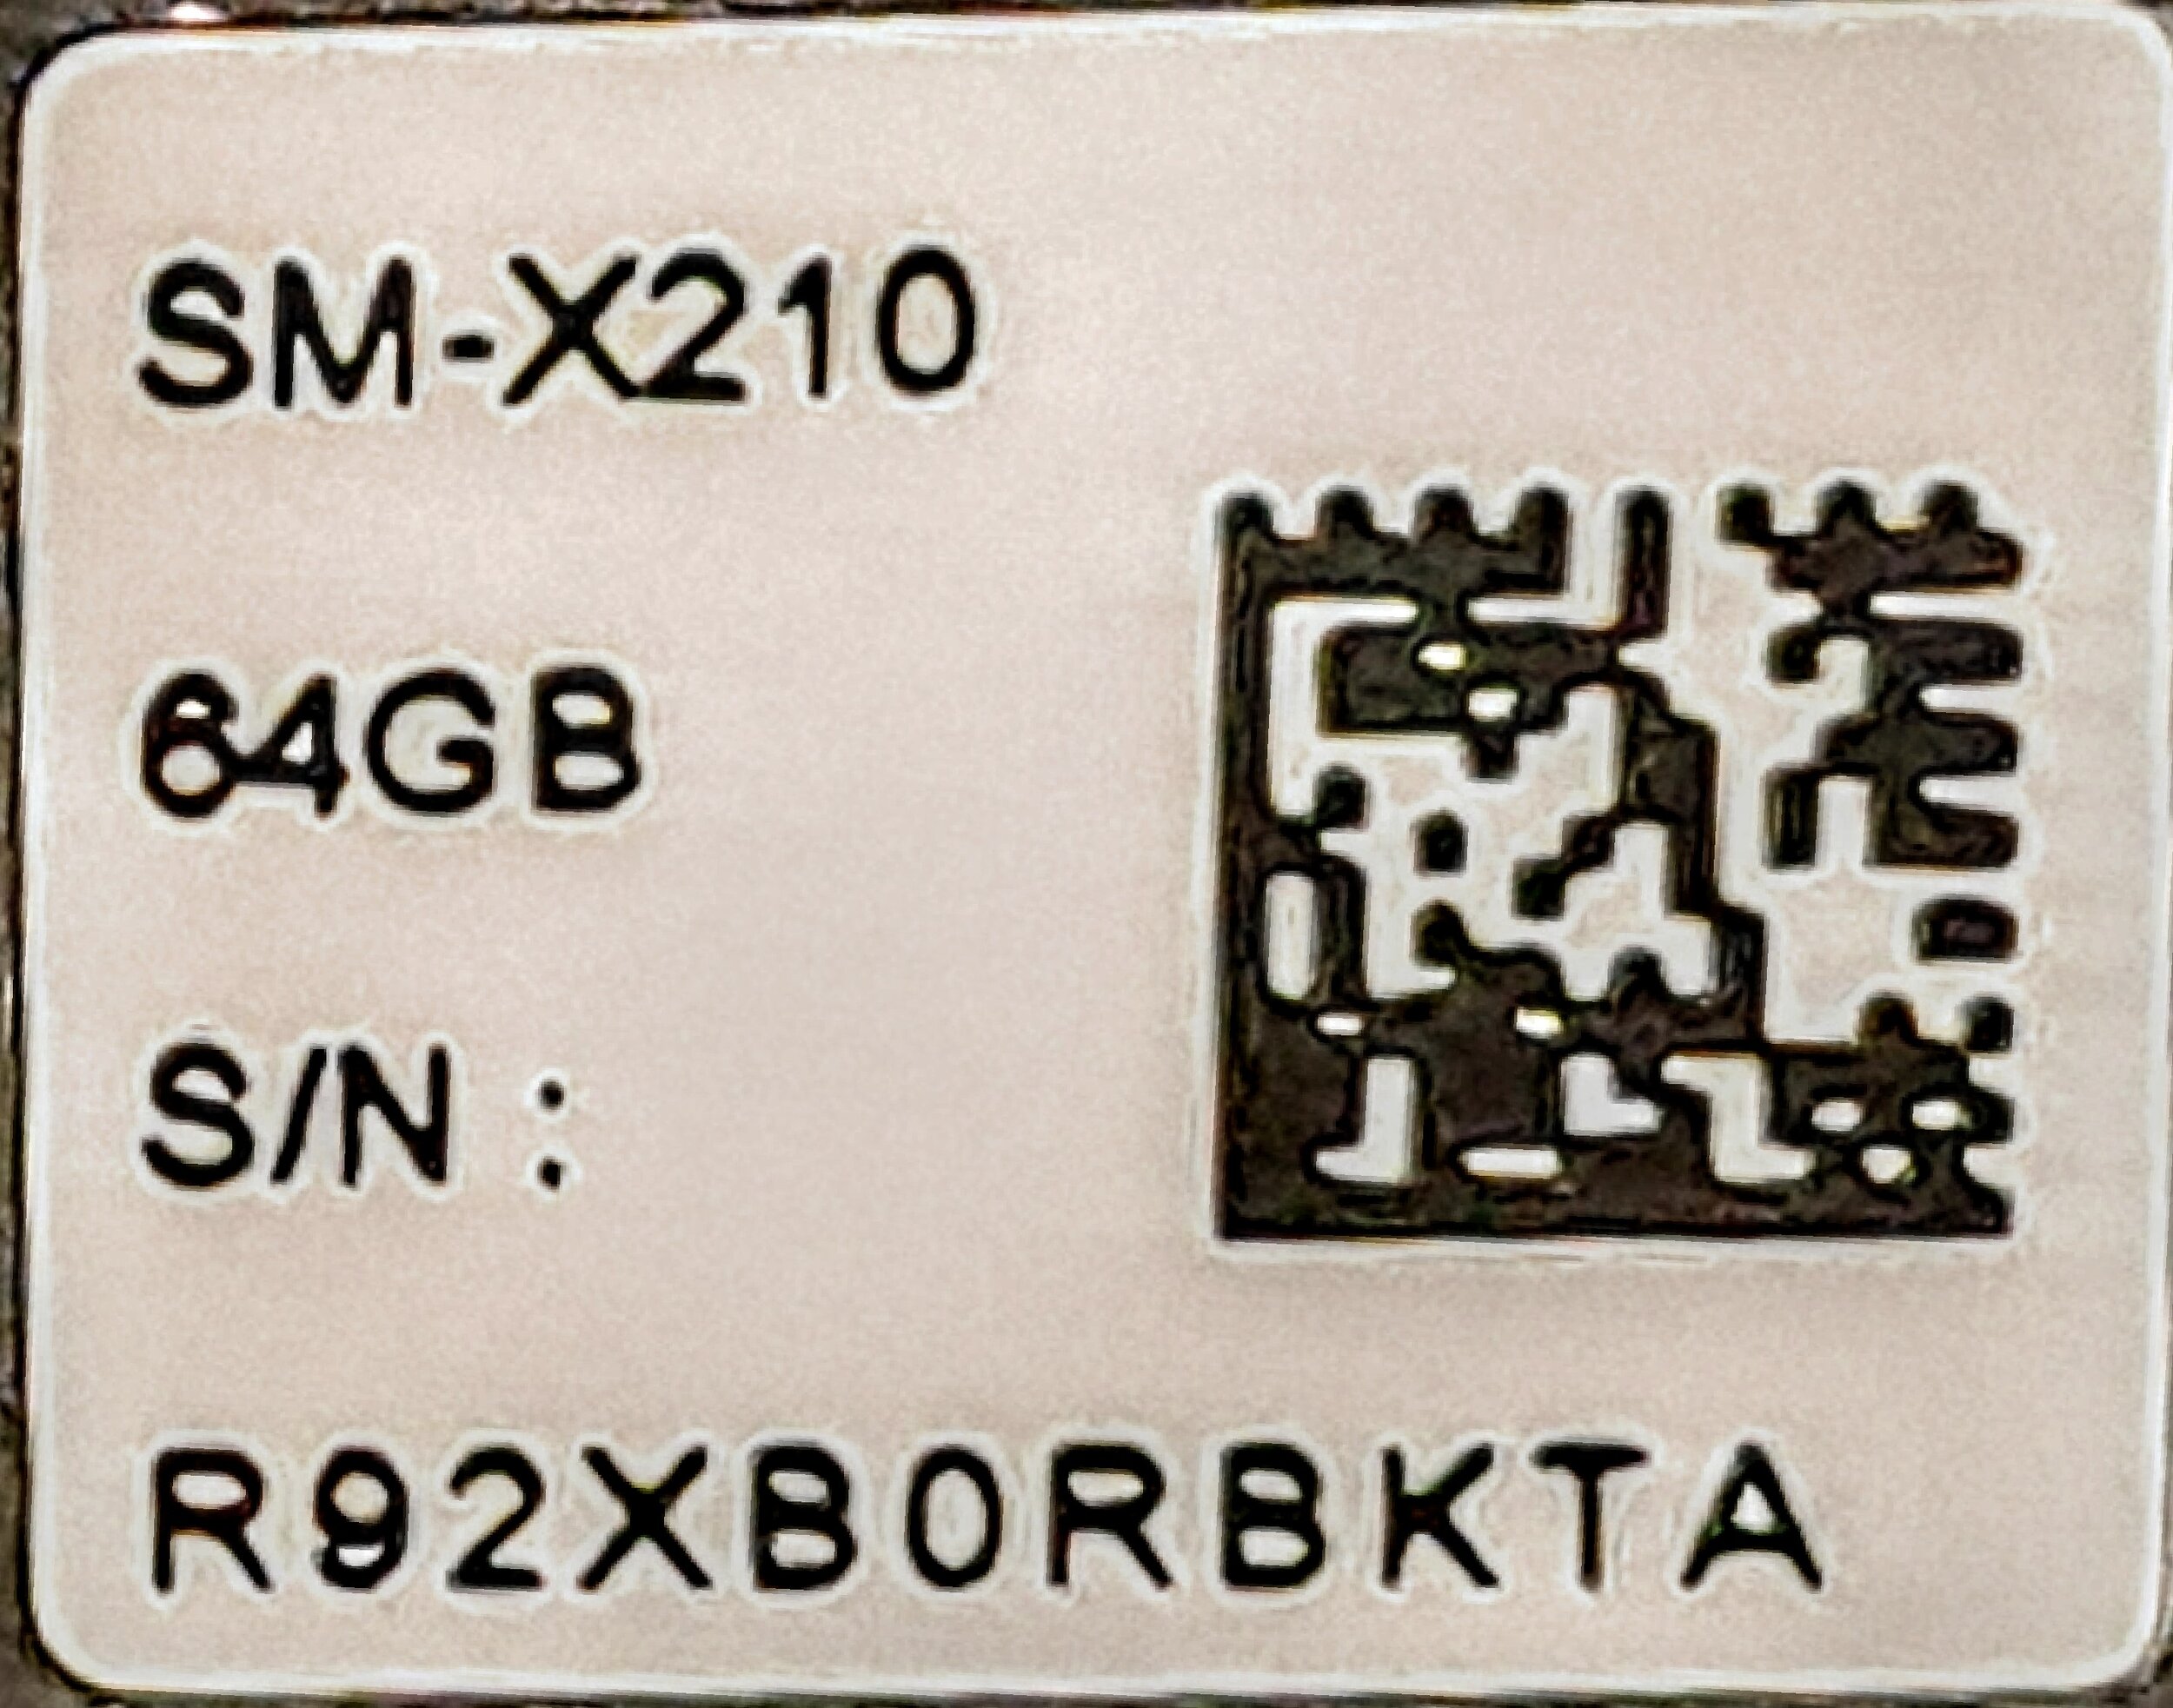 SM-X210
64GB
S/N :
R92XB0RBKTA